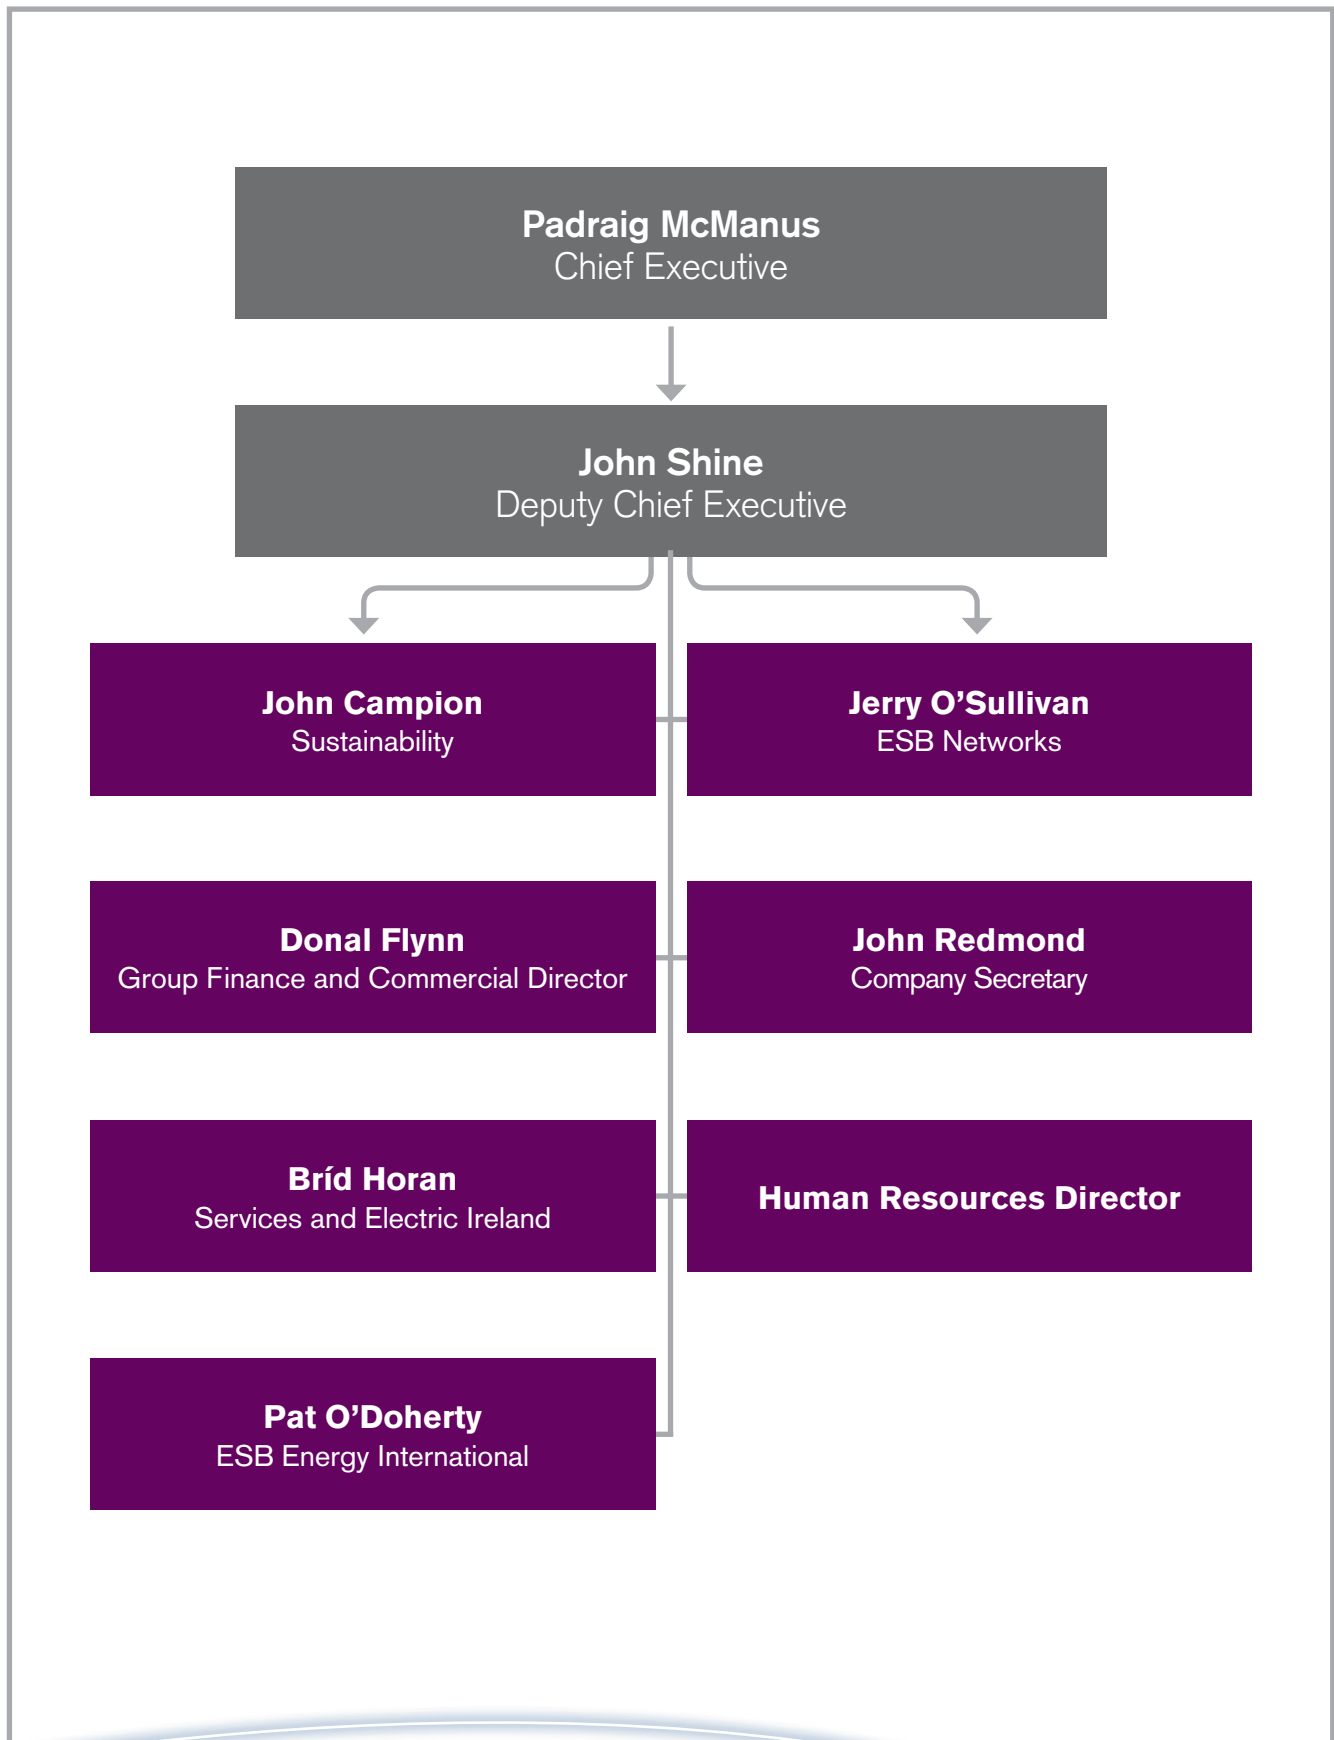 Padraig McManus
Chief Executive
John Shine
Deputy Chief Executive
John Campion
Sustainability
Jerry O’Sullivan
ESB Networks
Donal Flynn
Group Finance and Commercial Director
John Redmond
Company Secretary
Bríd Horan
Services and Electric Ireland
Human Resources Director
Pat O’Doherty
ESB Energy International